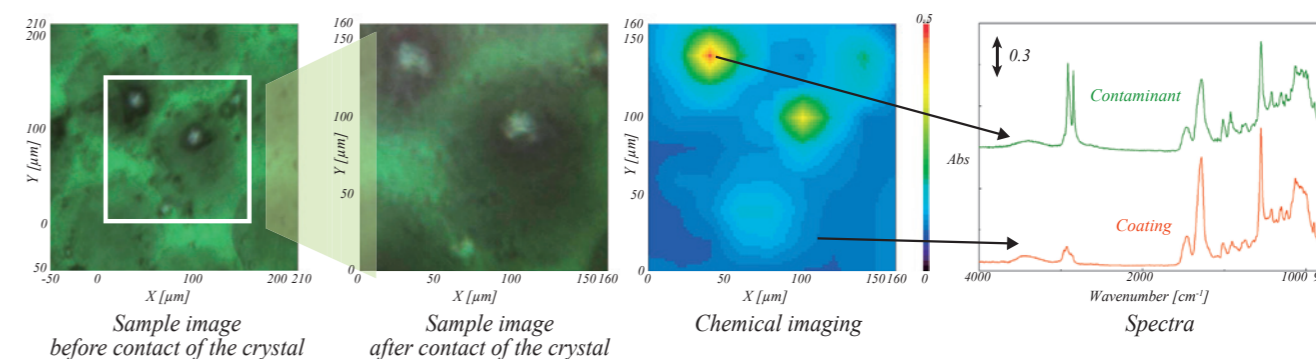 210
200
100
0
50
Y [µm]
-50
0
100
200
210
X [µm]
Sample image
before contact of the crystal
160
150
100
50
0
Y [µm]
0
50
100
150
160
X [µm]
Sample image
after contact of the crystal
160
150
100
50
0
Y [µm]
0
50
100
150
160
X [µm]
Chemical imaging
0.5
0
0.3
Contaminant
Abs
Coating
4000
2000
1000
Wavenumber [cm-1]
Spectra